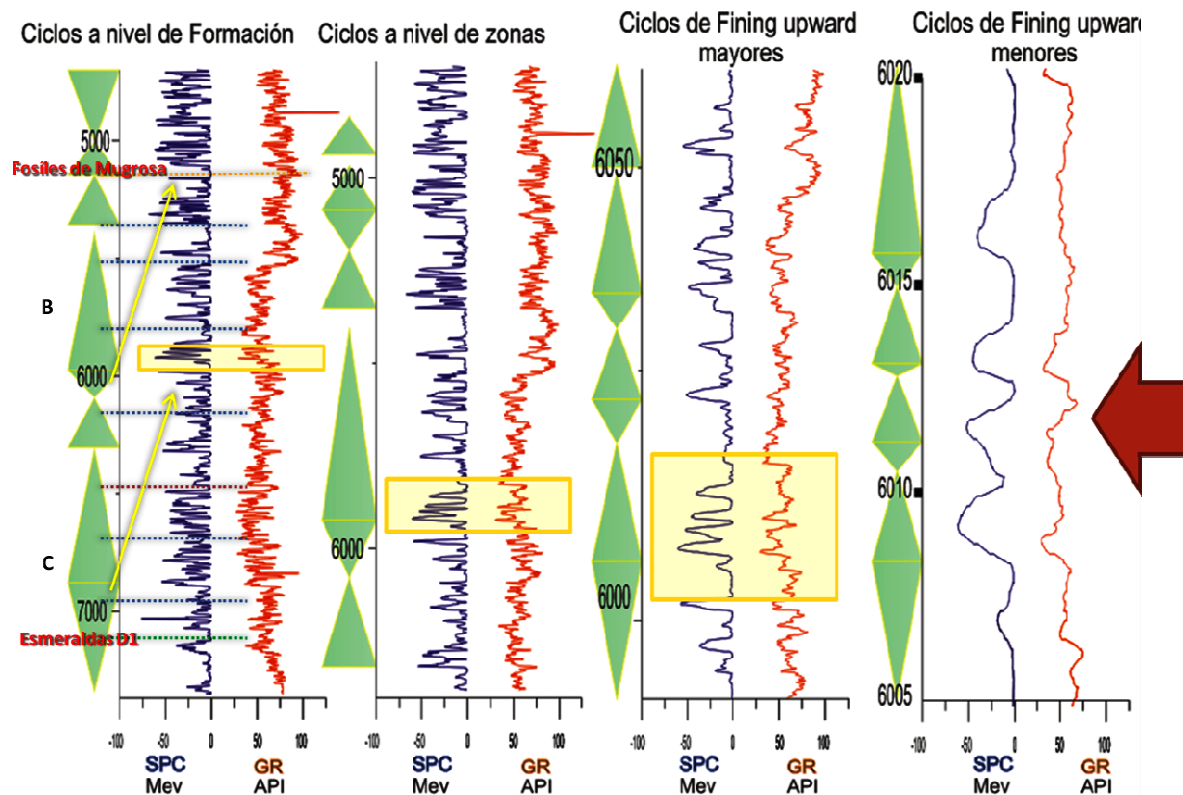 Ciclos a nivel de Formación
5000
Fosiles de Mugrosa
B
6000
C
7000
Esmeraldas D1
-100 -50 0 50 100
SPC GR
Mev API
Ciclos a nivel de zonas
5000
6000
-100 -50 0 50 100
SPC GR
Mev API
Ciclos de Fining upward
mayores
6050
6000
-100 -50 0 50 100
SPC GR
Mev API
Ciclos de Fining upwar
menores
6020
6015
6010
6005
-100 -50 0 50 100
SPC GR
Mev API